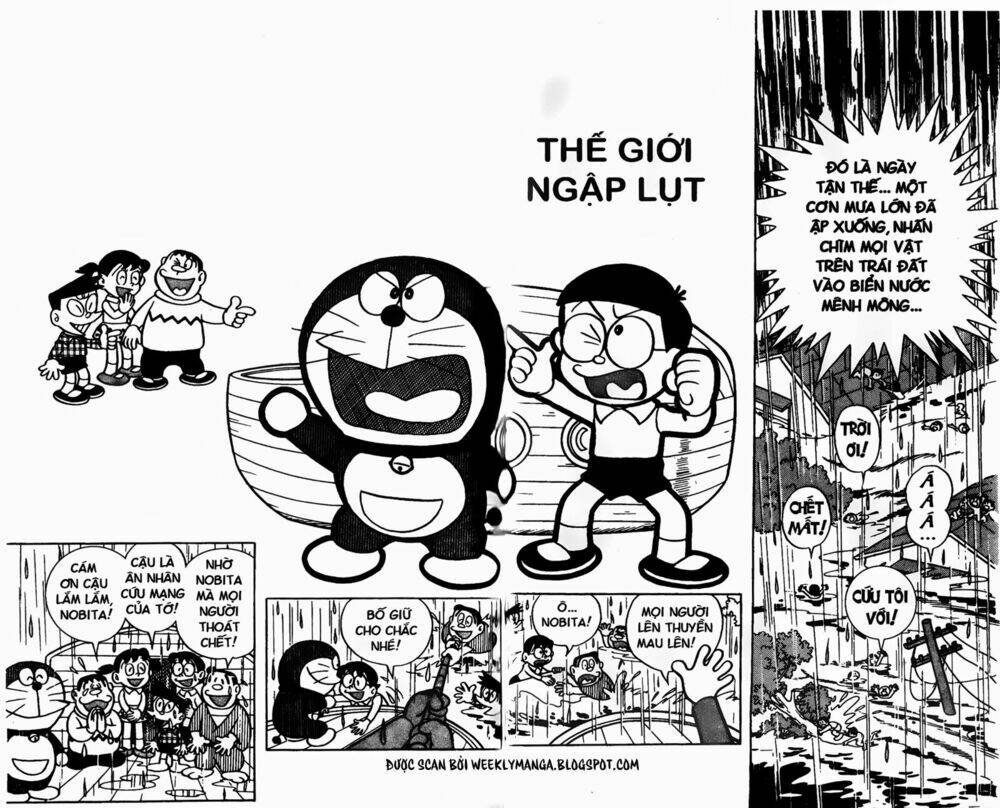 THẾ GIỚI
NGẬP LỤT
ĐÓ LÀ NGÀY
TẬN THẾ... MỘT
CƠN MƯA LỚN ĐÃ
ẬP XUỐNG, NHẤN
CHÌM MỌI VẬT
TRÊN TRÁI ĐẤT
VÀO BIỂN NƯỚC
MÊNH MÔNG...
TRỜI
ƠI!
Á
Á
Á
...
CHẾT
MẤT!
CỨU TÔI
VỚI!
MỌI NGƯỜI
LÊN THUYỀN
MAU LÊN!
Ô...
NOBITA!
BỐ GIỮ
CHO CHẮC
NHÉ!
NHỜ
NOBITA
MÀ MỌI
NGƯỜI
THOÁT
CHẾT!
CẬU LÀ
ÂN NHÂN
CỨU MẠNG
CỦA TỚ!
CÁM
ƠN CẬU
LẮM LẮM,
NOBITA!
ĐƯỢC SCAN BỞI WEEKLYMANGA.BLOGSPOT.COM